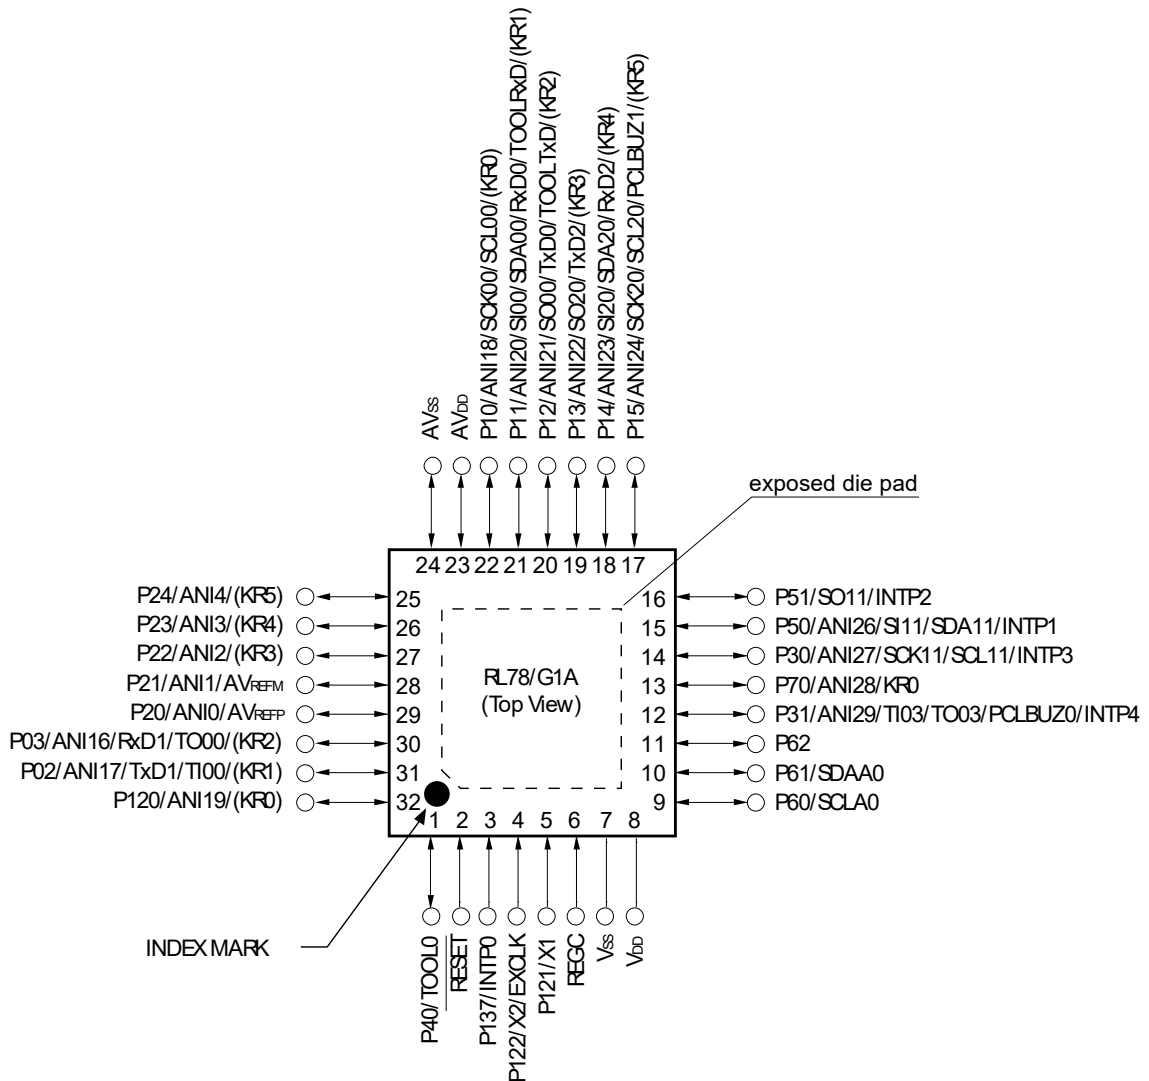 AVSS
AVDD
P10/ANI18/SCK00/SCL00/(KR0)
P11/ANI20/SI00/SDA00/RxD0/TOOLRxD/(KR1)
P12/ANI21/SO00/TxD0/TOOLTxD/(KR2)
P13/ANI22/SO20/TxD2/(KR3)
P14/ANI23/SI20/SDA20/RxD2/(KR4)
P15/ANI24/SCK20/SCL20/PCLBUZ1/(KR5)
exposed die pad
24 23 22 21 20 19 18 17
P24/ANI4/(KR5) 25
P23/ANI3/(KR4) 26
P22/ANI2/(KR3) 27
P21/ANI1/AVREFM 28
P20/ANI0/AVREFP 29
P03/ANI16/RxD1/TO00/(KR2) 30
P02/ANI17/TxD1/TI00/(KR1) 31
P120/ANI19/(KR0) 32
RL78/G1A
(Top View)
16 P51/SO11/INTP2
15 P50/ANI26/SI11/SDA11/INTP1
14 P30/ANI27/SCK11/SCL11/INTP3
13 P70/ANI28/KR0
12 P31/ANI29/TI03/TO03/PCLBUZ0/INTP4
11 P62
10 P61/SDAA0
9 P60/SCLA0
1 2 3 4 5 6 7 8
INDEX MARK
P40/TOOL0
RESET
P137/INTP0
P122/X2/EXCLK
P121/X1
REGC
VSS
VDD